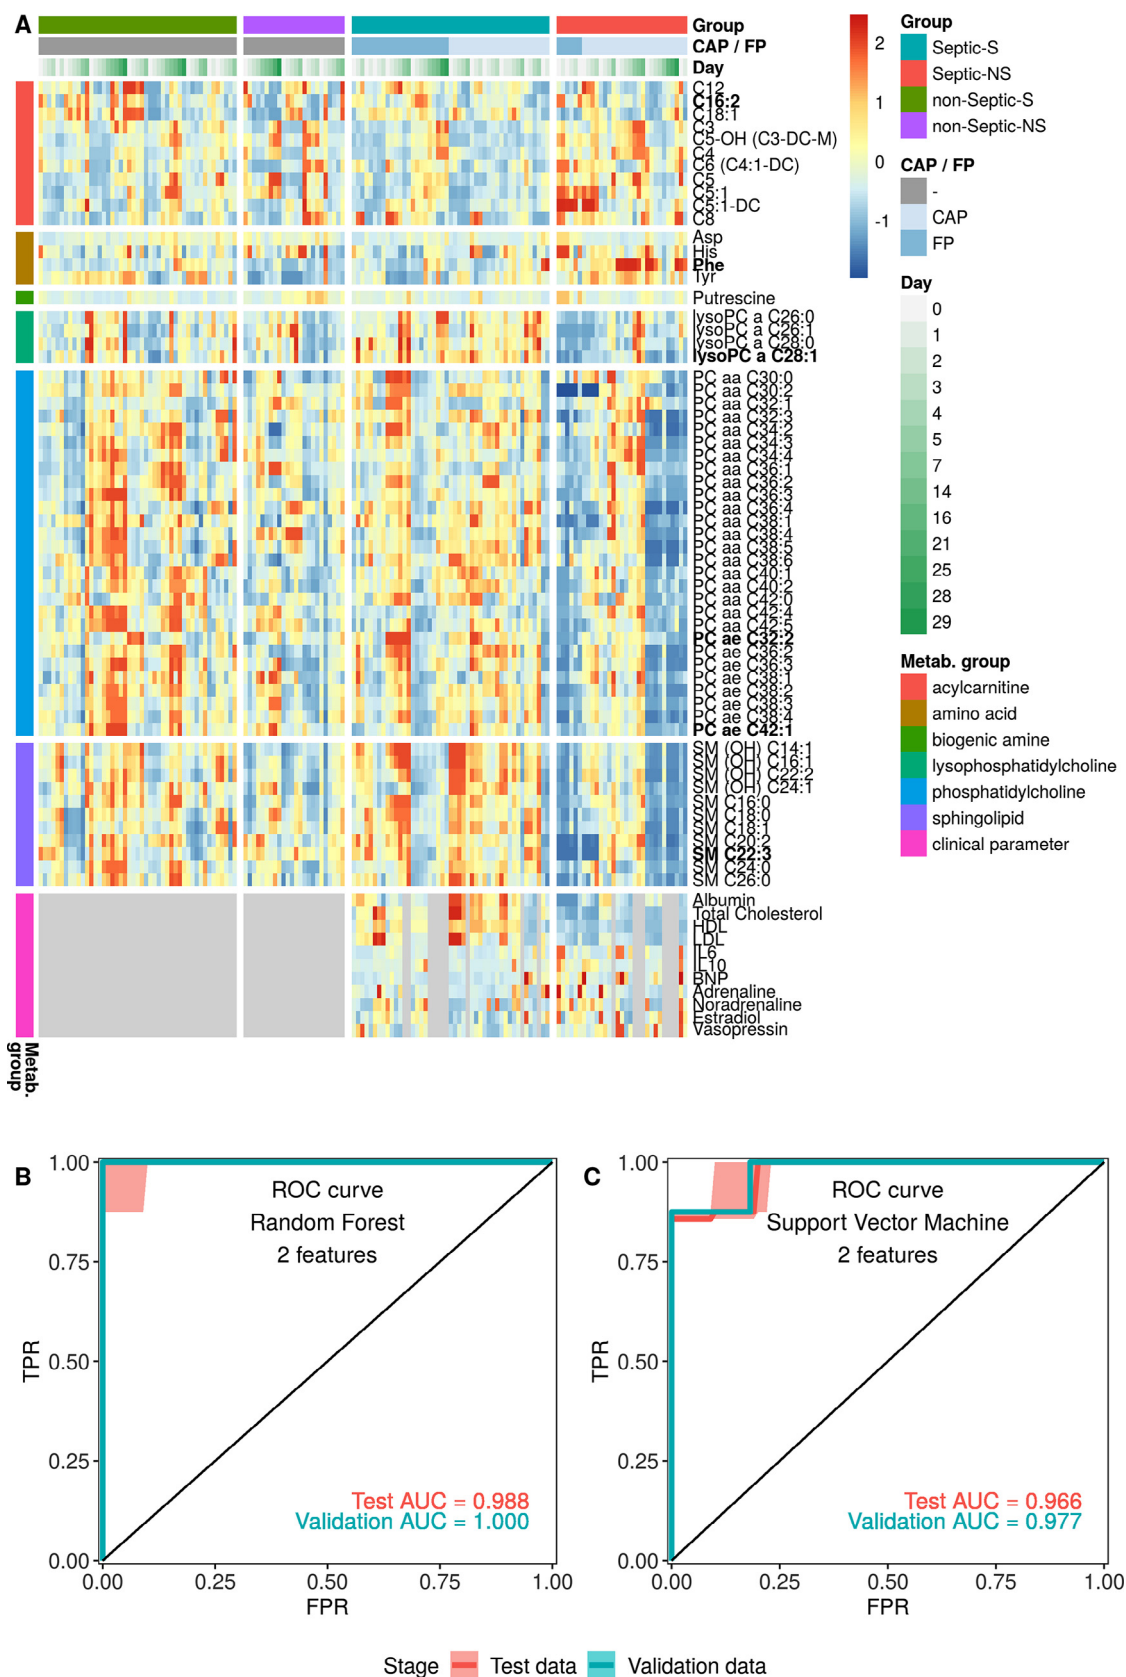 A
Group
CAP / FP
Day
C12
C16:2
C18:1
C3
C5-OH (C3-DC-M)
C4
C6 (C4:1-DC)
C5
C5:1
C5:1-DC
C8
Asp
His
Phe
Tyr
Putrescine
lysoPC a C26:0
lysoPC a C26:1
lysoPC a C28:0
lysoPC a C28:1
PC aa C30:0
PC aa C30:2
PC aa C32:1
PC aa C32:3
PC aa C34:2
PC aa C34:3
PC aa C34:4
PC aa C36:1
PC aa C36:2
PC aa C36:3
PC aa C36:4
PC aa C38:1
PC aa C38:4
PC aa C38:5
PC aa C38:6
PC aa C40:1
PC aa C40:2
PC aa C42:0
PC aa C42:4
PC aa C42:5
PC ae C32:2
PC ae C36:2
PC ae C36:3
PC ae C38:1
PC ae C38:2
PC ae C38:3
PC ae C38:4
PC ae C42:1
SM (OH) C14:1
SM (OH) C16:1
SM (OH) C22:2
SM (OH) C24:1
SM C16:0
SM C18:0
SM C18:1
SM C20:2
SM C22:3
SM C24:0
SM C26:0
Albumin
Total Cholesterol
HDL
LDL
IL6
IL10
BNP
Adrenaline
Noradrenaline
Estradiol
Vasopressin
Metab.
group
2
1
0
-1
Group
Septic-S
Septic-NS
non-Septic-S
non-Septic-NS
CAP / FP
-
CAP
FP
Day
0
1
2
3
4
5
7
14
16
21
25
28
29
Metab. group
acylcarnitine
amino acid
biogenic amine
lysophosphatidylcholine
phosphatidylcholine
sphingolipid
clinical parameter
B
ROC curve
Random Forest
2 features
Test AUC = 0.988
Validation AUC = 1.000
TPR
1.00
0.75
0.50
0.25
0.00
0.00 0.25 0.50 0.75 1.00
FPR
C
ROC curve
Support Vector Machine
2 features
Test AUC = 0.966
Validation AUC = 0.977
TPR
1.00
0.75
0.50
0.25
0.00
0.00 0.25 0.50 0.75 1.00
FPR
Stage Test data Validation data